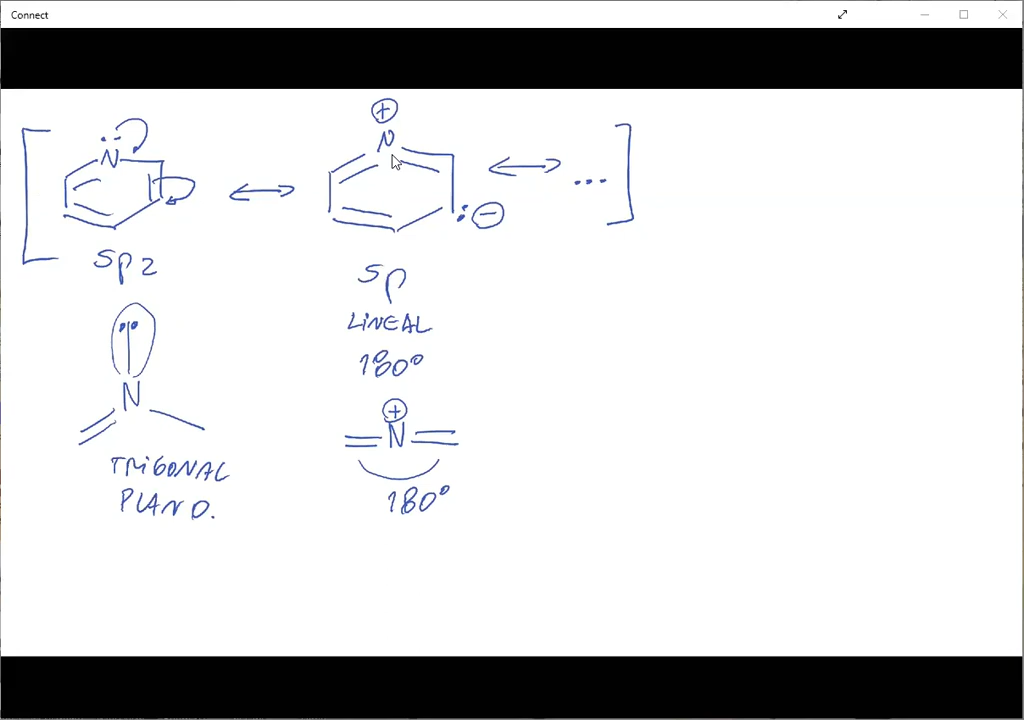 Connect
+
N
N
−
...
sp2
sp
LINEAL
180°
N
+
N
TRIGONAL
PLANO.
180°